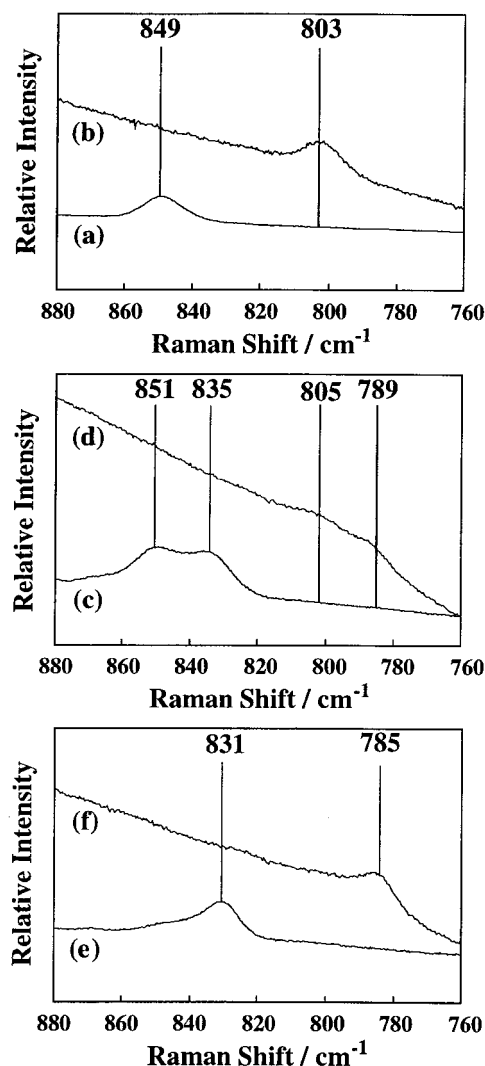 849 803
Relative Intensity
(b)
(a)
880 860 840 820 800 780 760
Raman Shift / cm⁻¹
851 835 805 789
Relative Intensity
(d)
(c)
880 860 840 820 800 780 760
Raman Shift / cm⁻¹
831 785
Relative Intensity
(f)
(e)
880 860 840 820 800 780 760
Raman Shift / cm⁻¹